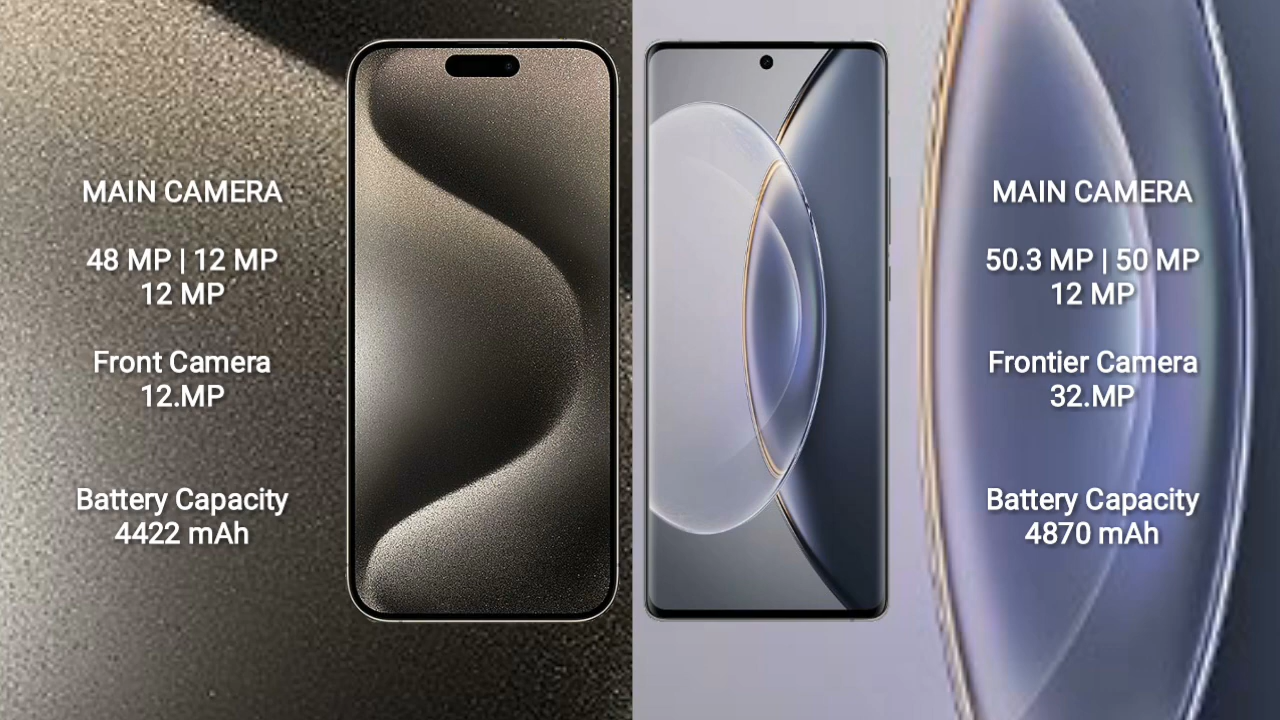 MAIN CAMERA
48 MP | 12 MP
12 MP
Front Camera
12.MP
Battery Capacity
4422 mAh
MAIN CAMERA
50.3 MP | 50 MP
12 MP
Frontier Camera
32.MP
Battery Capacity
4870 mAh